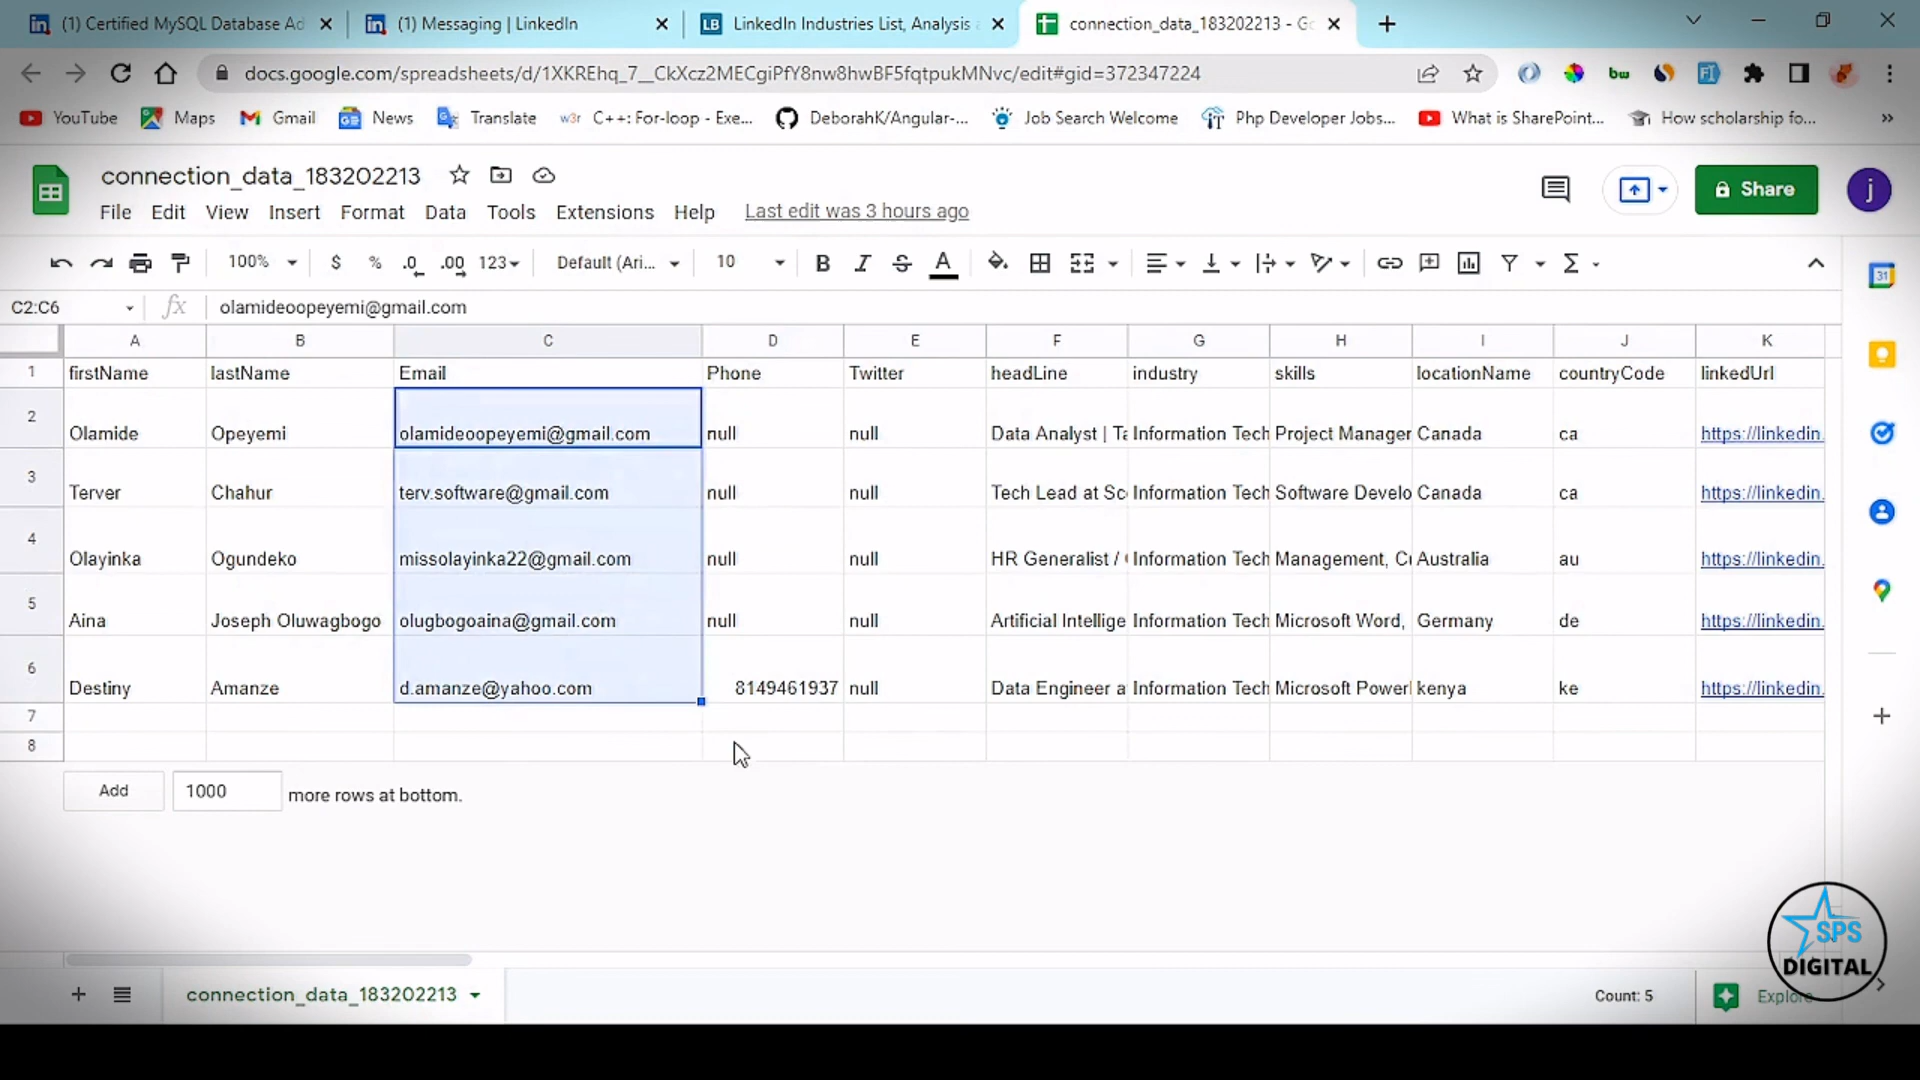 (1) Certified MySQL Database Ad
(1) Messaging | LinkedIn
LinkedIn Industries List, Analysis
connection_data_183202213 - Go
docs.google.com/spreadsheets/d/1XKREhq_7__CkXcz2MECgiPfY8nw8hwBF5fqtpukMNvc/edit#gid=372347224
YouTube Maps Gmail News Translate C++: For-loop - Exe... DeborahK/Angular-... Job Search Welcome Php Developer Jobs... What is SharePoint... How scholarship fo... »
connection_data_183202213
File Edit View Insert Format Data Tools Extensions Help Last edit was 3 hours ago
Share
j
100% $ % .0 .00 123 Default (Ari... 10 B I S A
C2:C6 fx olamideoopeyemi@gmail.com
A B C D E F G H I J K
1 firstName lastName Email Phone Twitter headLine industry skills locationName countryCode linkedUrl
2 Olamide Opeyemi olamideoopeyemi@gmail.com null null Data Analyst | Ta Information Tech Project Manager Canada ca https://linkedin.
3 Terver Chahur terv.software@gmail.com null null Tech Lead at Sc Information Tech Software Develo Canada ca https://linkedin.
4 Olayinka Ogundeko missolayinka22@gmail.com null null HR Generalist / Information Tech Management, Cu Australia au https://linkedin.
5 Aina Joseph Oluwagbogo olugbogoaina@gmail.com null null Artificial Intellige Information Tech Microsoft Word, Germany de https://linkedin.
6 Destiny Amanze d.amanze@yahoo.com 8149461937 null Data Engineer a Information Tech Microsoft Powerl kenya ke https://linkedin.
7
8
Add 1000 more rows at bottom.
connection_data_183202213
Count: 5
Explore
SPS
DIGITAL
31